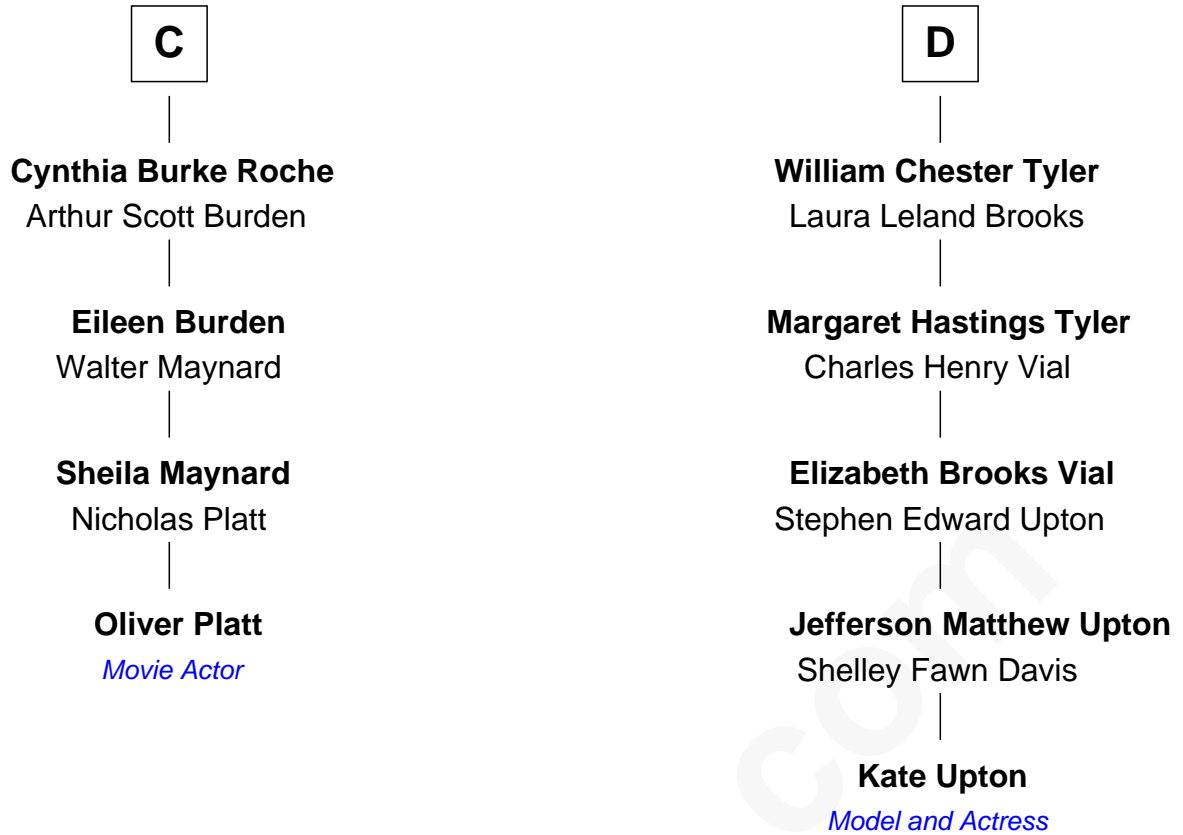 C
Cynthia Burke Roche
Arthur Scott Burden
Eileen Burden
Walter Maynard
Sheila Maynard
Nicholas Platt
Oliver Platt
Movie Actor
D
William Chester Tyler
Laura Leland Brooks
Margaret Hastings Tyler
Charles Henry Vial
Elizabeth Brooks Vial
Stephen Edward Upton
Jefferson Matthew Upton
Shelley Fawn Davis
Kate Upton
Model and Actress
com